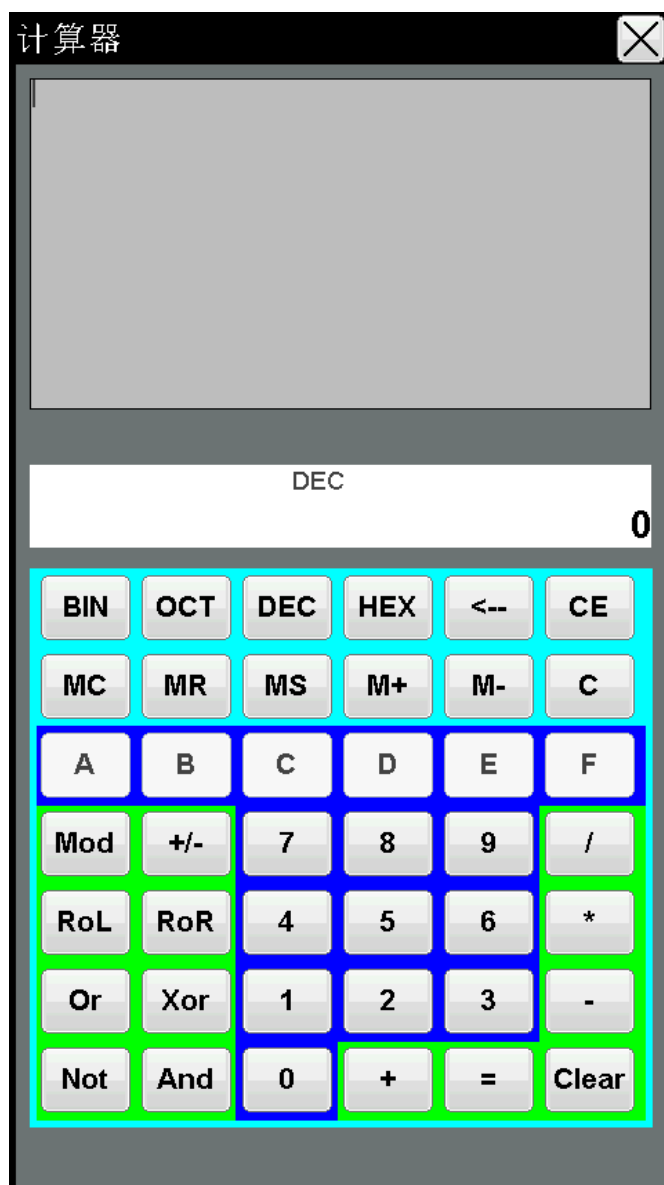 计算器
DEC
0
BIN OCT DEC HEX <-- CE
MC MR MS M+ M- C
A B C D E F
Mod +/- 7 8 9 /
RoL RoR 4 5 6 *
Or Xor 1 2 3 -
Not And 0 + = Clear